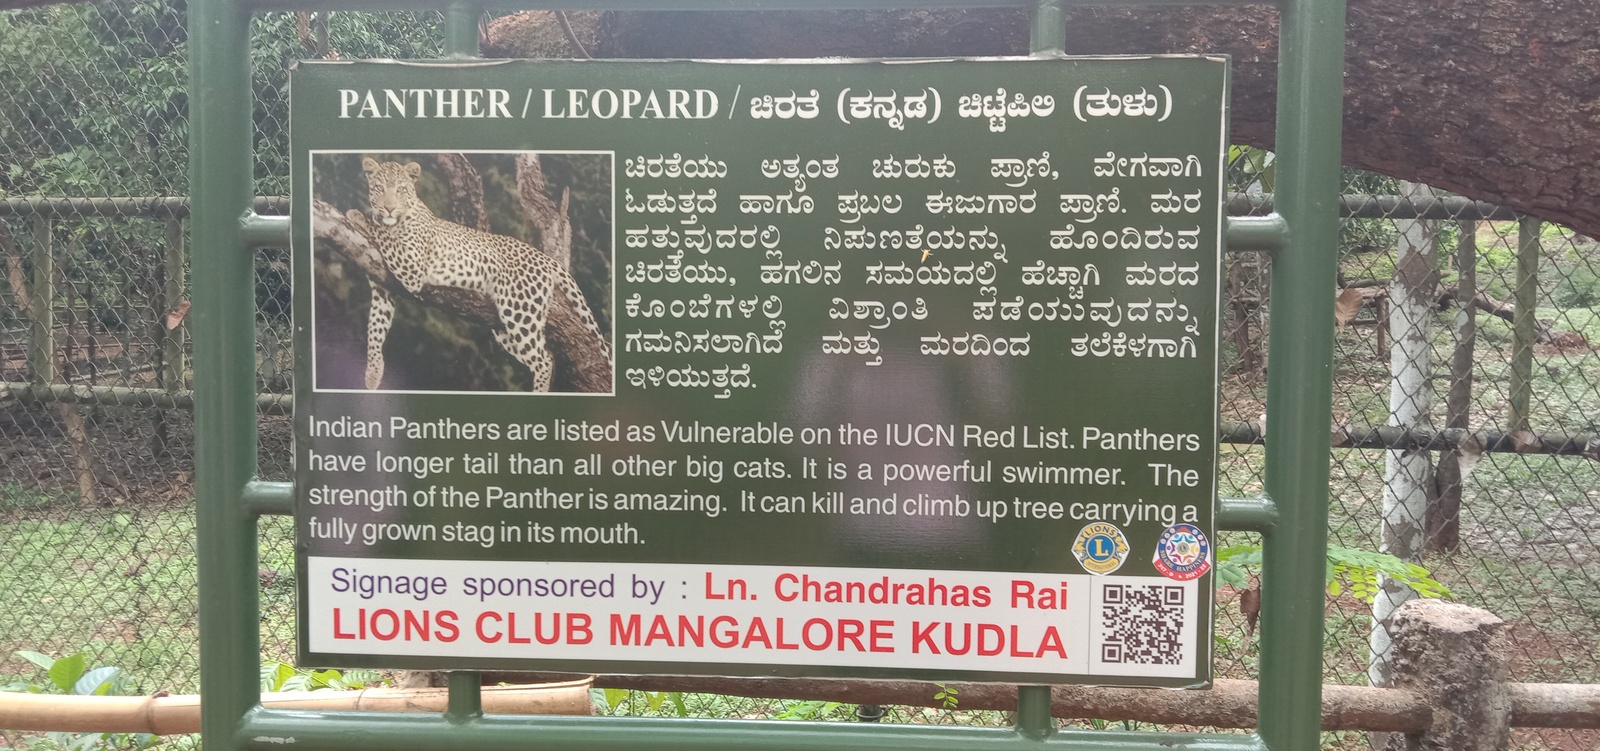 PANTHER / LEOPARD / ಚಿರತೆ (ಕನ್ನಡ) ಚಿಟ್ಟೆಪಿಲಿ (ತುಳು)
ಚಿರತೆಯು ಅತ್ಯಂತ ಚುರುಕು ಪ್ರಾಣಿ, ವೇಗವಾಗಿ
ಓಡುತ್ತದೆ ಹಾಗೂ ಪ್ರಬಲ ಈಜುಗಾರ ಪ್ರಾಣಿ. ಮರ
ಹತ್ತುವುದರಲ್ಲಿ ನಿಪುಣತೆಯನ್ನು ಹೊಂದಿರುವ
ಚಿರತೆಯು, ಹಗಲಿನ ಸಮಯದಲ್ಲಿ ಹೆಚ್ಚಾಗಿ ಮರದ
ಕೊಂಬೆಗಳಲ್ಲಿ ವಿಶ್ರಾಂತಿ ಪಡೆಯುವುದನ್ನು
ಗಮನಿಸಲಾಗಿದೆ ಮತ್ತು ಮರದಿಂದ ತಲೆಕೆಳಗಾಗಿ
ಇಳಿಯುತ್ತದೆ.
Indian Panthers are listed as Vulnerable on the IUCN Red List. Panthers
have longer tail than all other big cats. It is a powerful swimmer. The
strength of the Panther is amazing. It can kill and climb up tree carrying a
fully grown stag in its mouth.
LIONS
L
Signage sponsored by : Ln. Chandrahas Rai
LIONS CLUB MANGALORE KUDLA